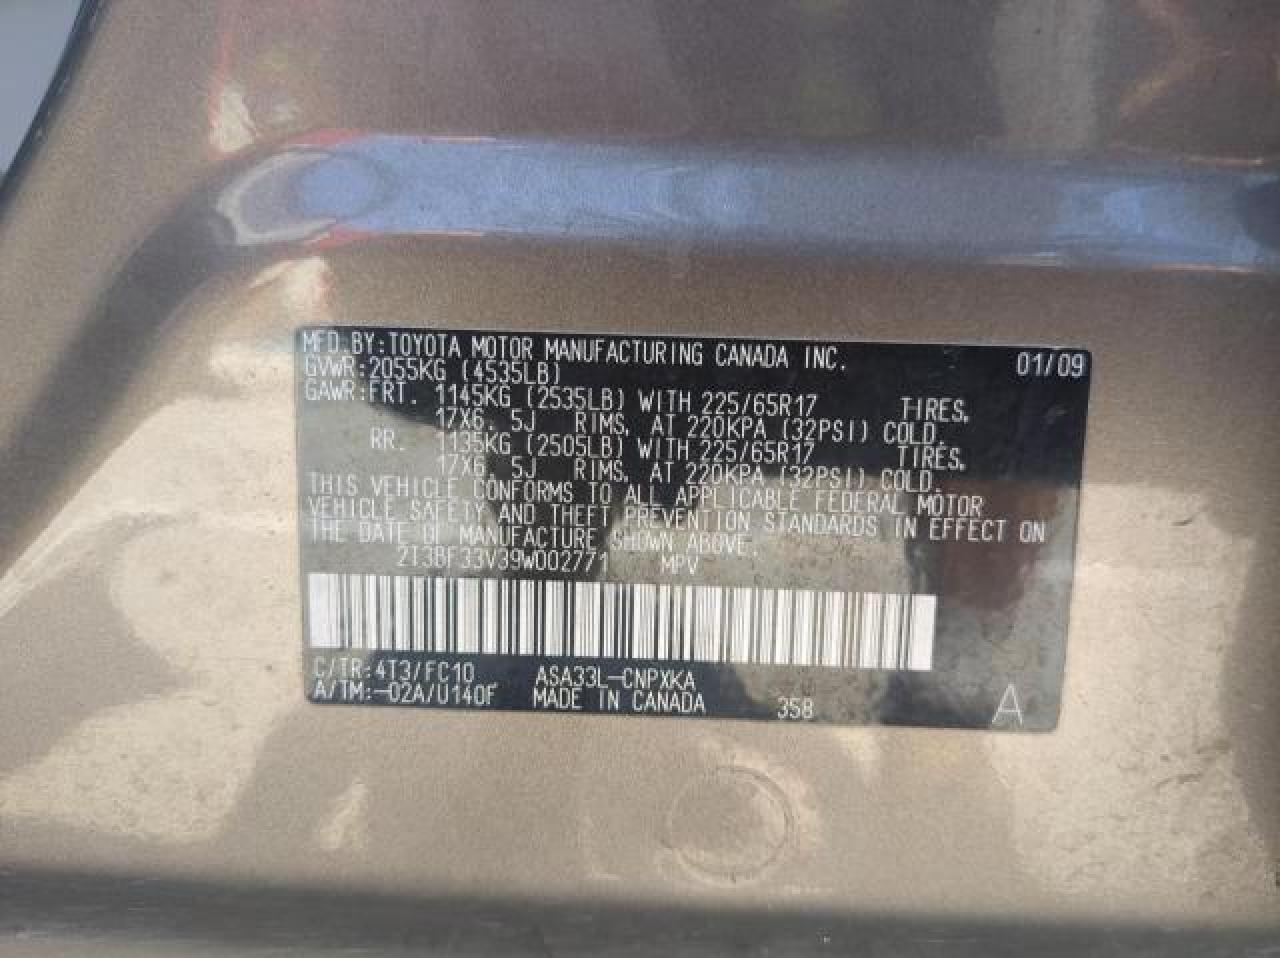 MFD.BY:TOYOTA MOTOR MANUFACTURING CANADA INC. 01/09
GVWR:2055KG (4535LB)
GAWR:FRT. 1145KG (2535LB) WITH 225/65R17 TIRES,
17X6.5J RIMS, AT 220KPA (32PSI) COLD.
RR. 1135KG (2505LB) WITH 225/65R17 TIRES,
17X6.5J RIMS, AT 220KPA (32PSI) COLD.
THIS VEHICLE CONFORMS TO ALL APPLICABLE FEDERAL MOTOR
VEHICLE SAFETY AND THEFT PREVENTION STANDARDS IN EFFECT ON
THE DATE OF MANUFACTURE SHOWN ABOVE.
2T3BF33V39W002771 MPV
C/TR:4T3/FC10 ASA33L-CNPXKA
A/TM:-02A/U140F MADE IN CANADA 358 A